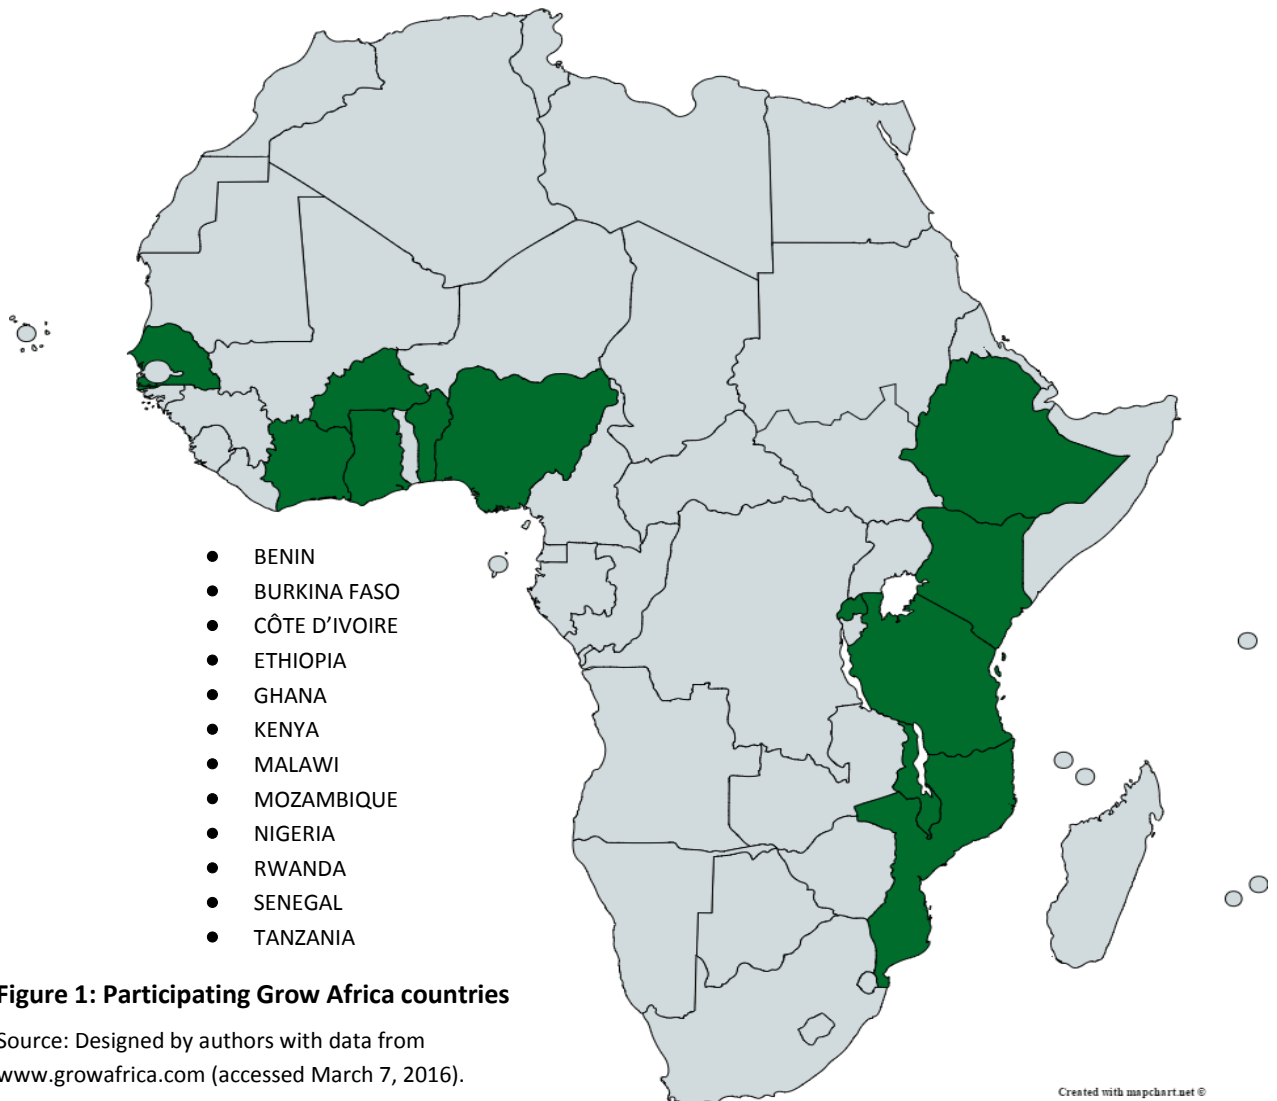 • BENIN
• BURKINA FASO
• CÔTE D’IVOIRE
• ETHIOPIA
• GHANA
• KENYA
• MALAWI
• MOZAMBIQUE
• NIGERIA
• RWANDA
• SENEGAL
• TANZANIA
Figure 1: Participating Grow Africa countries
Source: Designed by authors with data from
www.growafrica.com (accessed March 7, 2016).
Created with mapchart.net ©